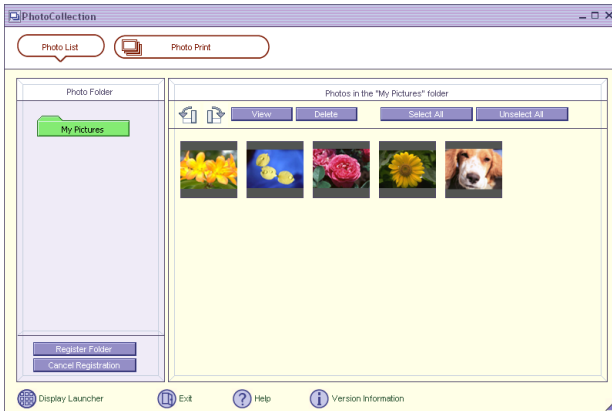 PhotoCollection
Photo List
Photo Print
Photo Folder
My Pictures
Photos in the "My Pictures" folder
View
Delete
Select All
Unselect All
Register Folder
Cancel Registration
Display Launcher
Exit
Help
Version Information